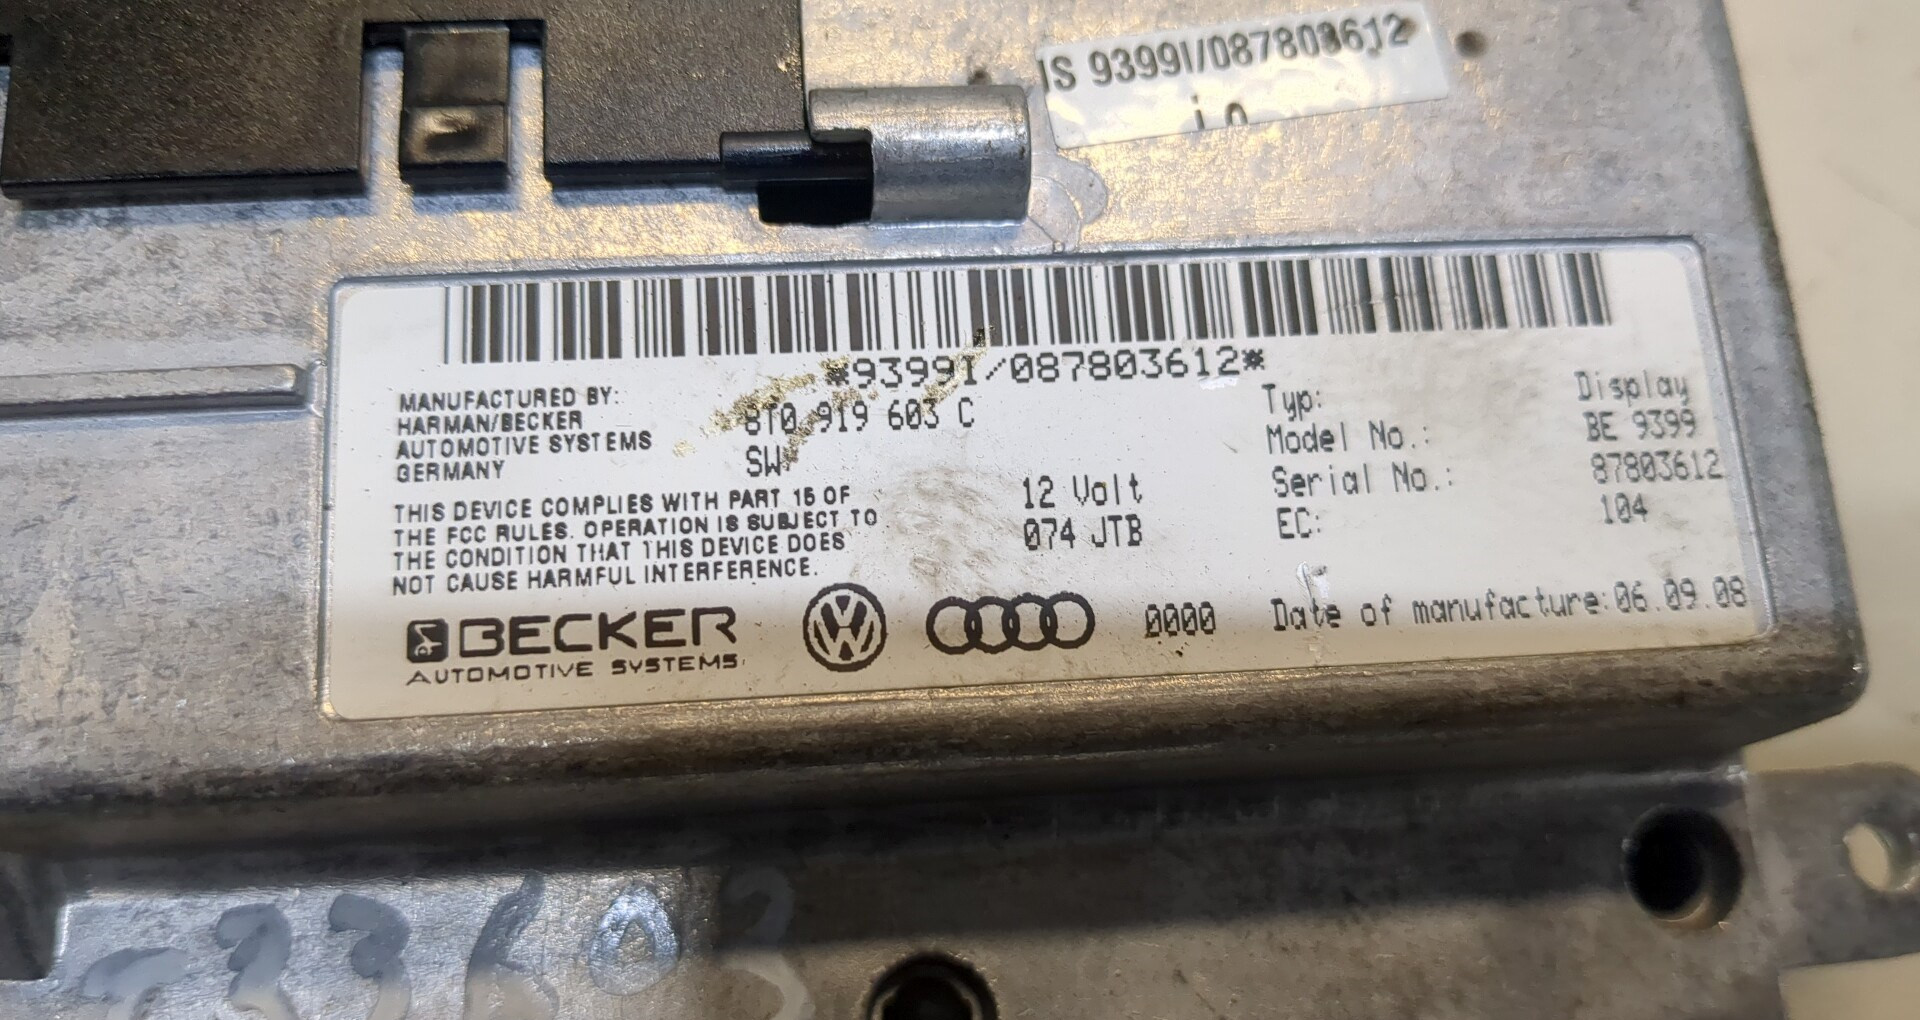 IS 9399I/087803612
i.0
*9399I/087803612*
MANUFACTURED BY:
HARMAN/BECKER
AUTOMOTIVE SYSTEMS
GERMANY
8T0 919 603 C
SW
THIS DEVICE COMPLIES WITH PART 15 OF
THE FCC RULES. OPERATION IS SUBJECT TO
THE CONDITION THAT THIS DEVICE DOES
NOT CAUSE HARMFUL INTERFERENCE.
12 Volt
074 JTB
Typ: Display
Model No.: BE 9399
Serial No.: 87803612
EC: 104
BECKER
AUTOMOTIVE SYSTEMS
0000
Date of manufacture:06.09.08